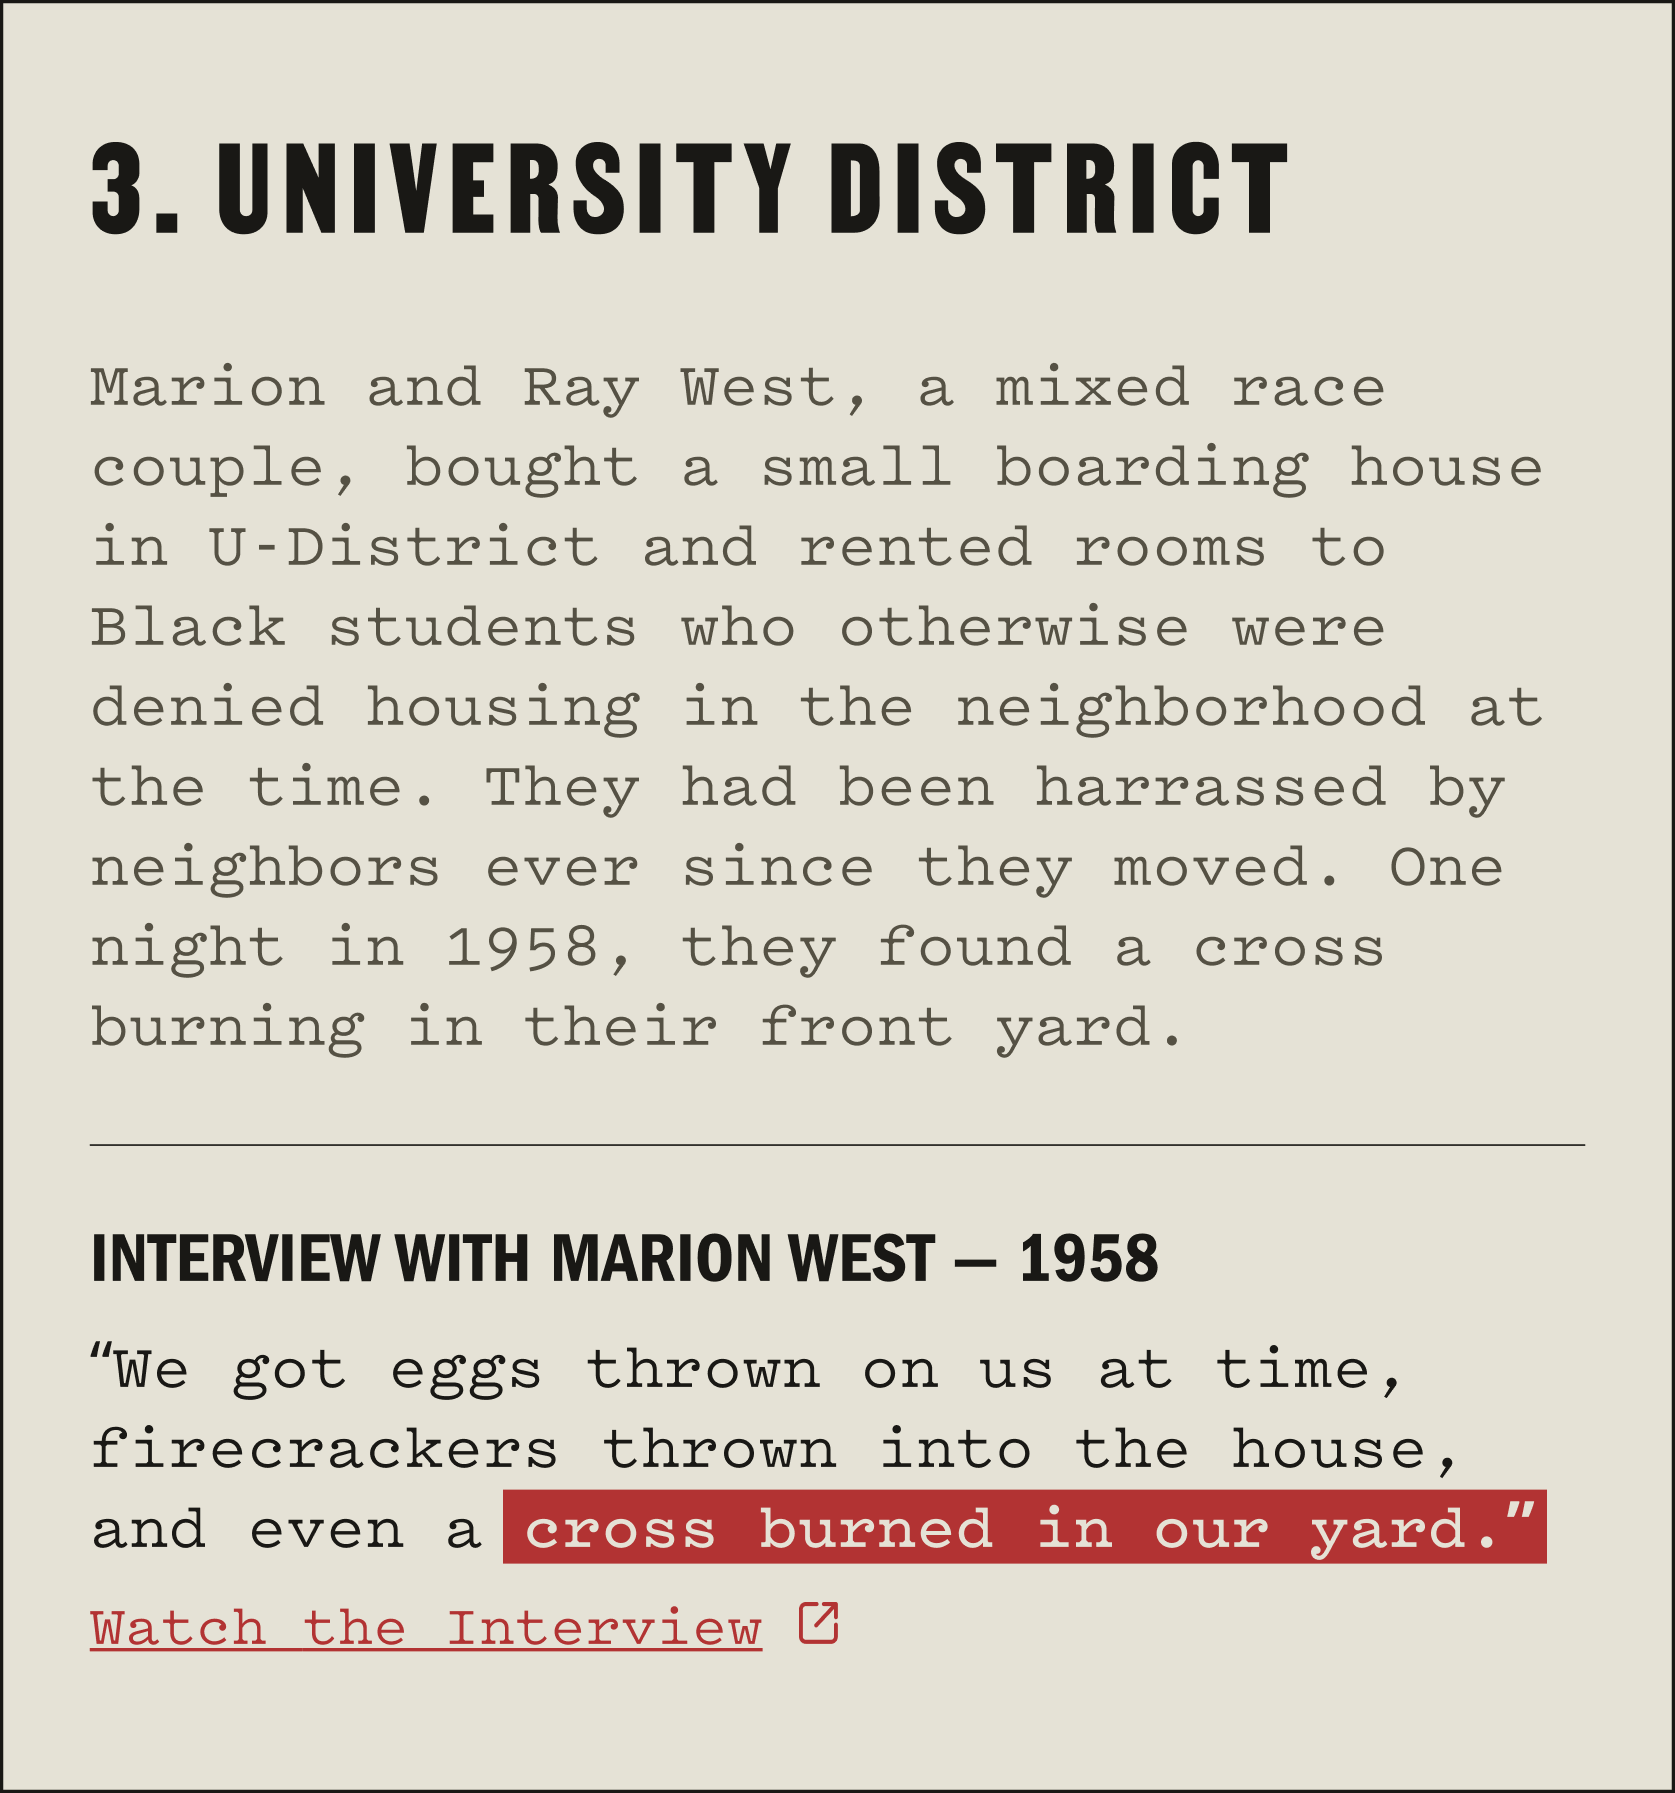 3. UNIVERSITY DISTRICT
Marion and Ray West, a mixed race
couple, bought a small boarding house
in U-District and rented rooms to
Black students who otherwise were
denied housing in the neighborhood at
the time. They had been harrassed by
neighbors ever since they moved. One
night in 1958, they found a cross
burning in their front yard.
INTERVIEW WITH MARION WEST — 1958
“We got eggs thrown on us at time,
firecrackers thrown into the house,
and even a cross burned in our yard.”
Watch the Interview